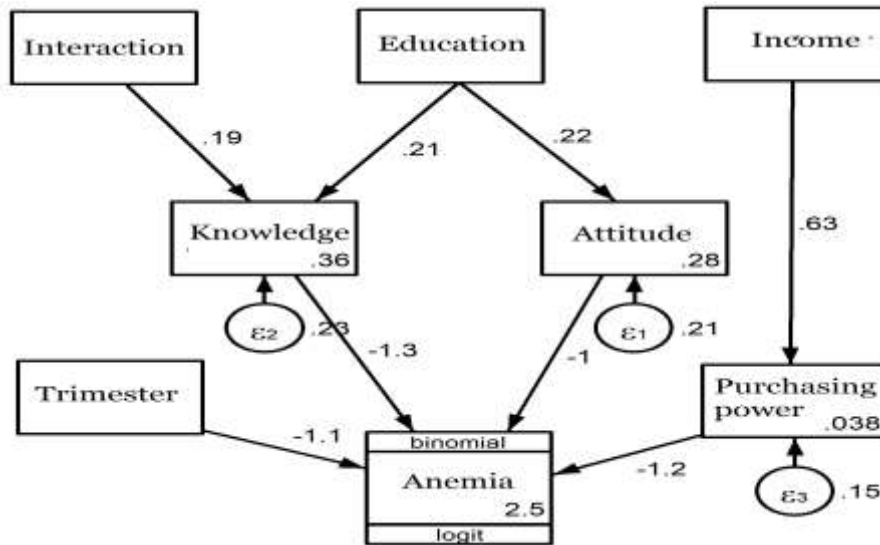 Interaction
Education
Income
.19
.21
.22
.63
Knowledge
.36
Attitude
.28
ε2
.23
ε1
.21
-1.3
-1
Trimester
Purchasing
power
.038
-1.1
binomial
Anemia
2.5
logit
-1.2
ε3
.15